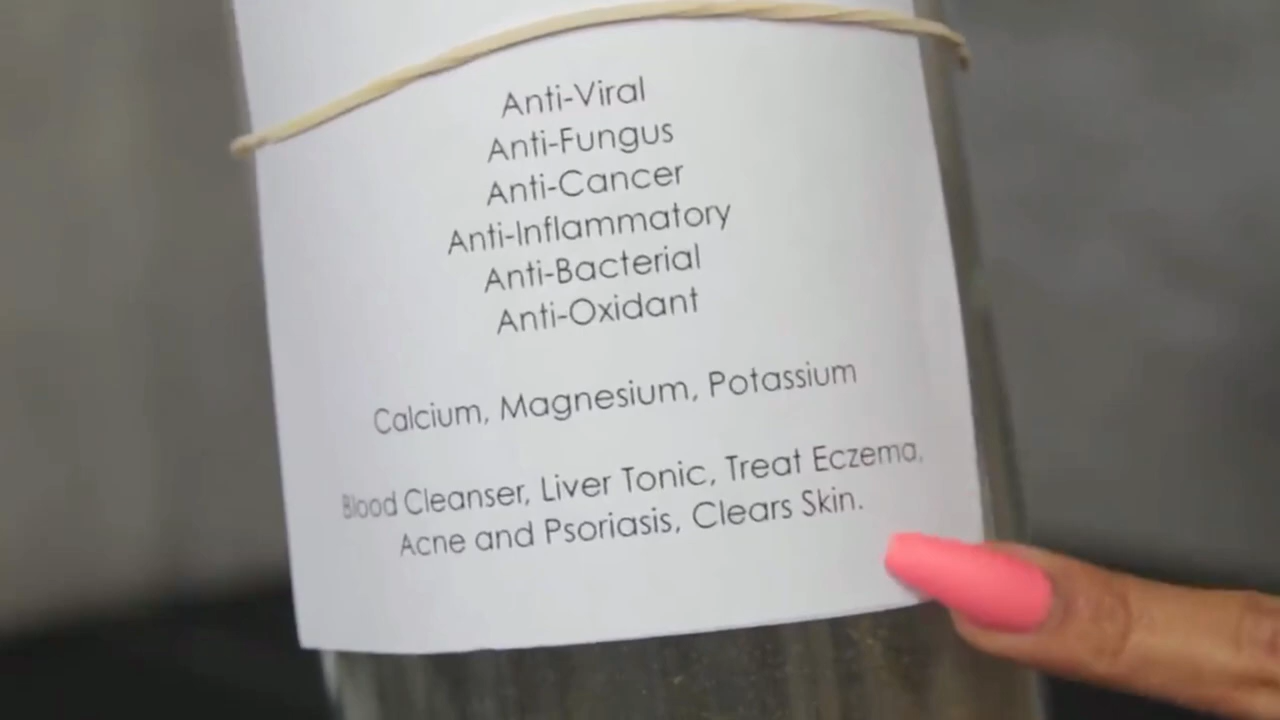 Anti-Viral
Anti-Fungus
Anti-Cancer
Anti-Inflammatory
Anti-Bacterial
Anti-Oxidant
Calcium, Magnesium, Potassium
Blood Cleanser, Liver Tonic, Treat Eczema,
Acne and Psoriasis, Clears Skin.